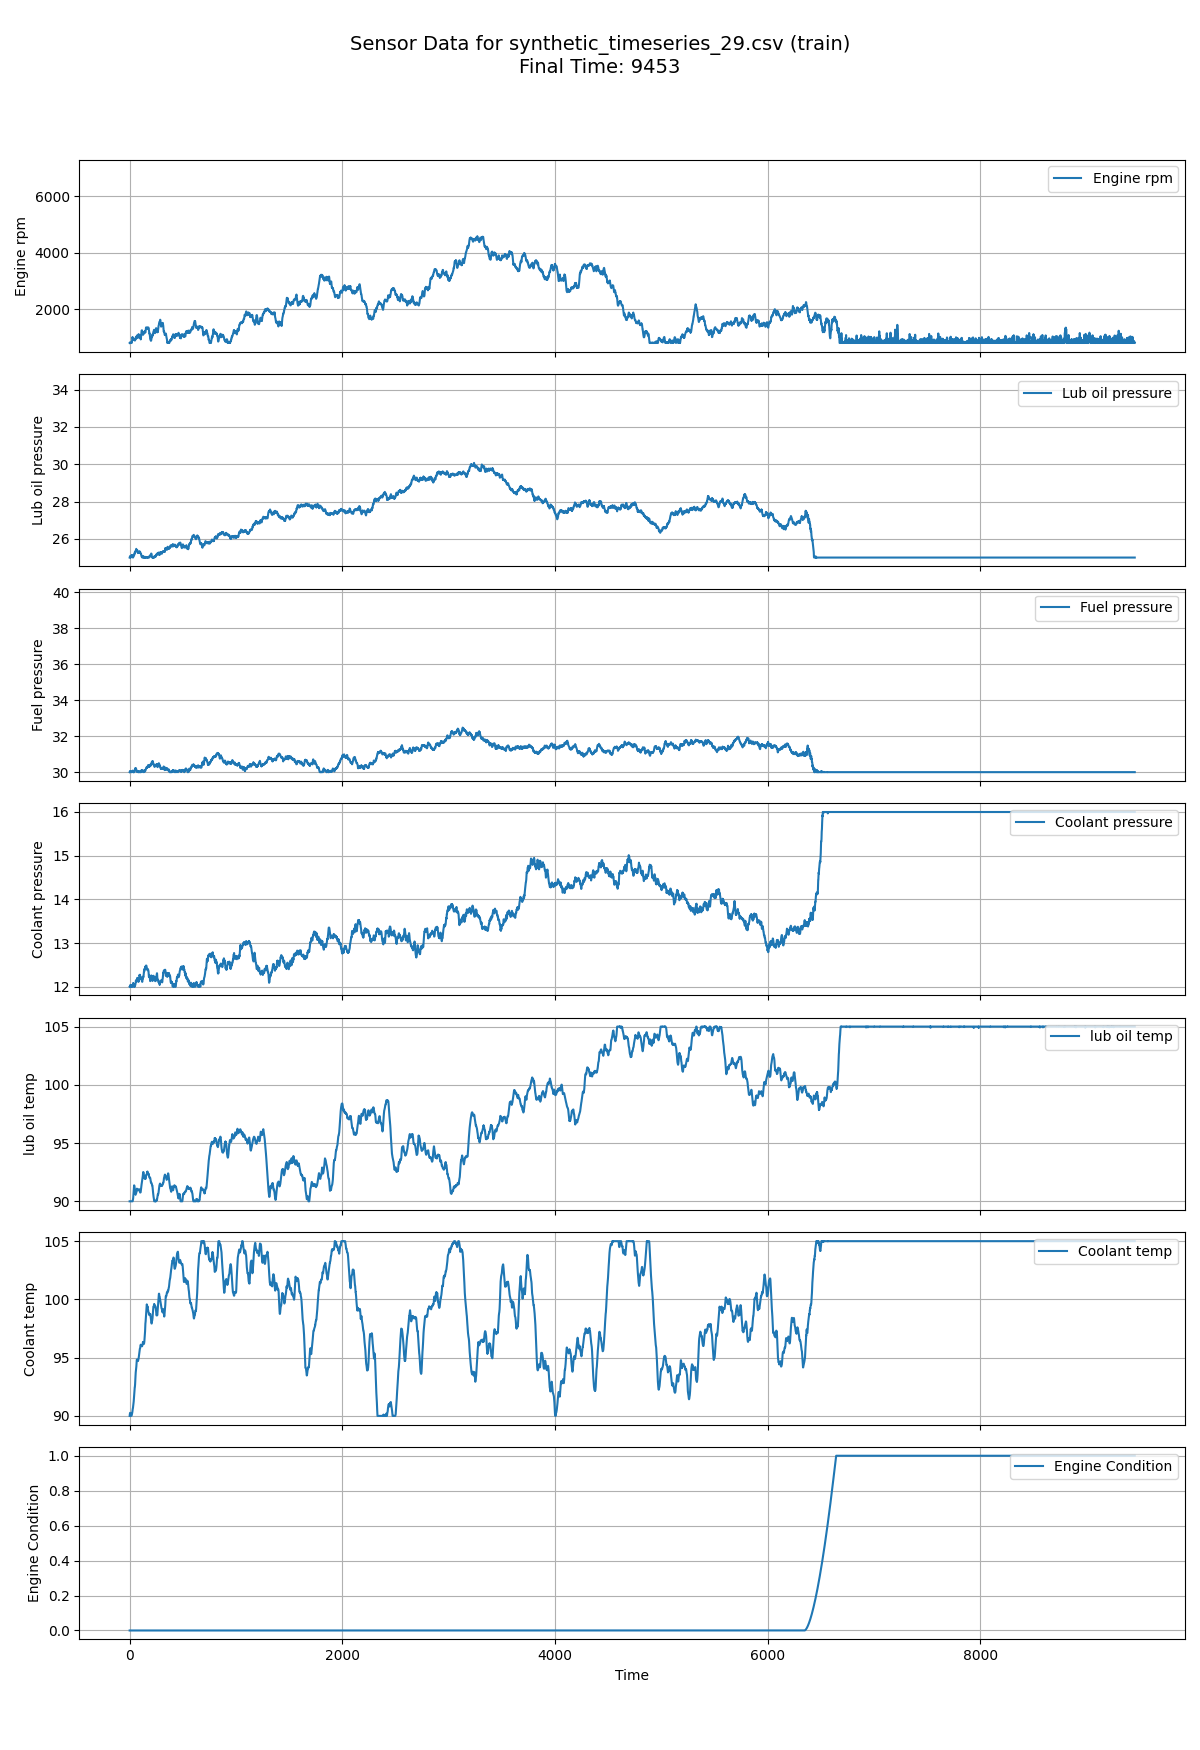 Sensor Data for synthetic_timeseries_29.csv (train)
Final Time: 9453
Engine rpm
6000
4000
2000
Engine rpm
Lub oil pressure
34
32
30
28
26
Lub oil pressure
Fuel pressure
40
38
36
34
32
30
Fuel pressure
Coolant pressure
16
15
14
13
12
Coolant pressure
lub oil temp
105
100
95
90
lub oil temp
Coolant temp
105
100
95
90
Coolant temp
Engine Condition
1.0
0.8
0.6
0.4
0.2
0.0
Engine Condition
0 2000 4000 6000 8000
Time